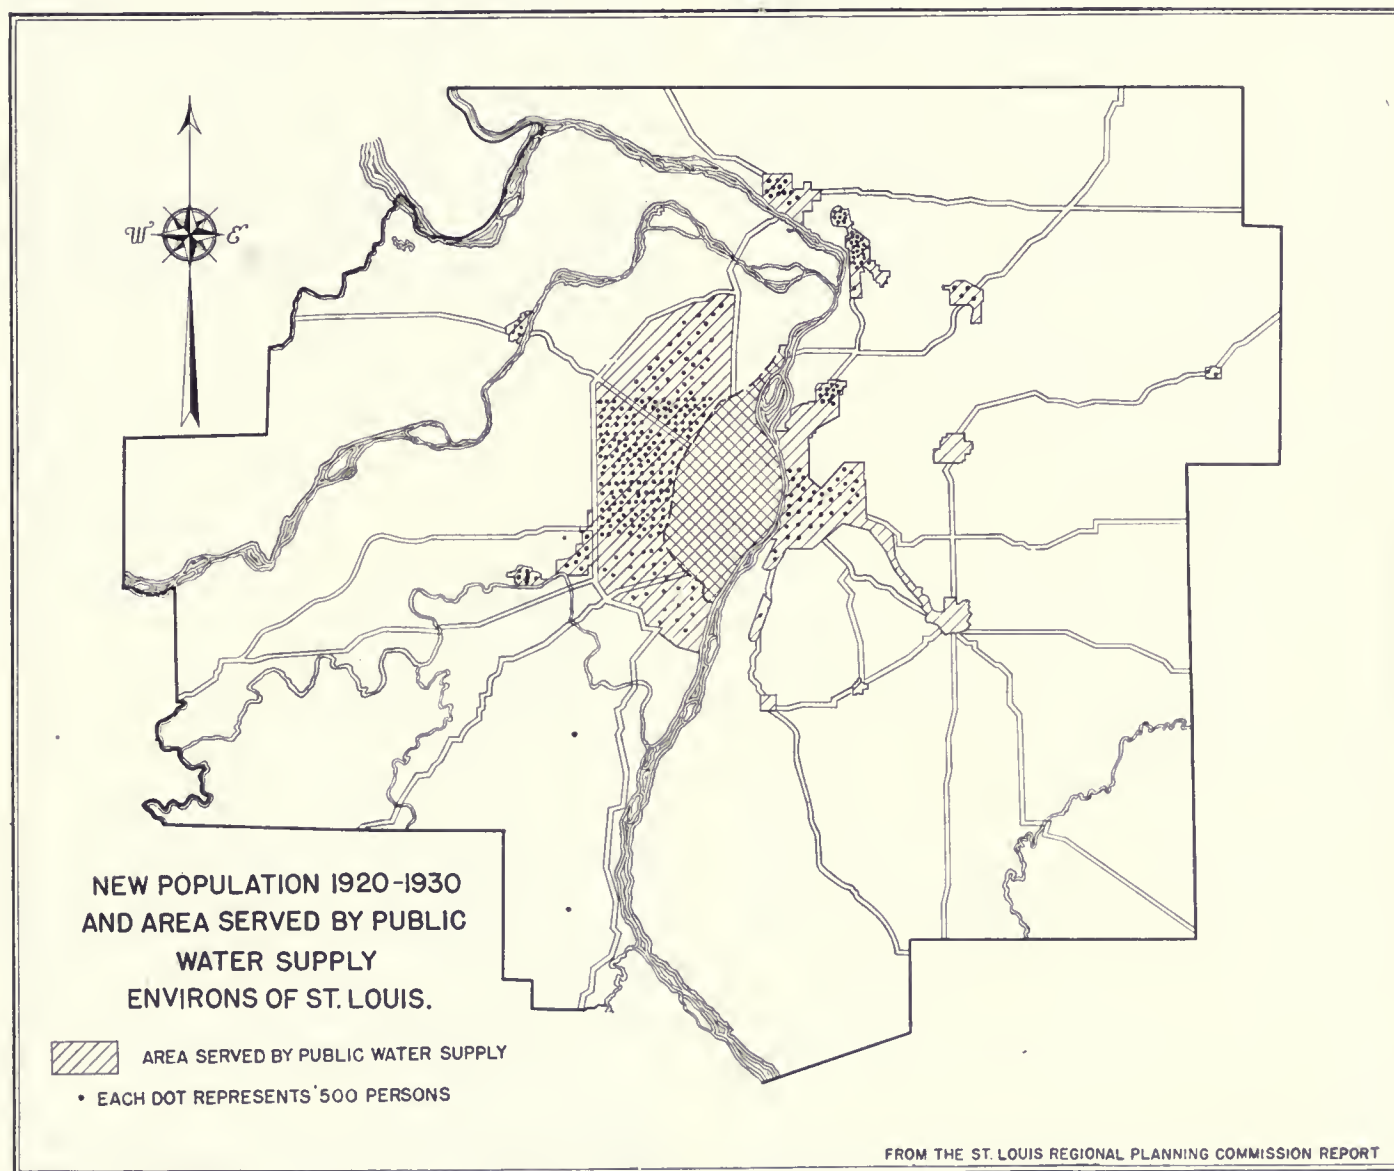 W E
NEW POPULATION 1920-1930
AND AREA SERVED BY PUBLIC
WATER SUPPLY
ENVIRONS OF ST. LOUIS.
AREA SERVED BY PUBLIC WATER SUPPLY
• EACH DOT REPRESENTS 500 PERSONS
FROM THE ST. LOUIS REGIONAL PLANNING COMMISSION REPORT